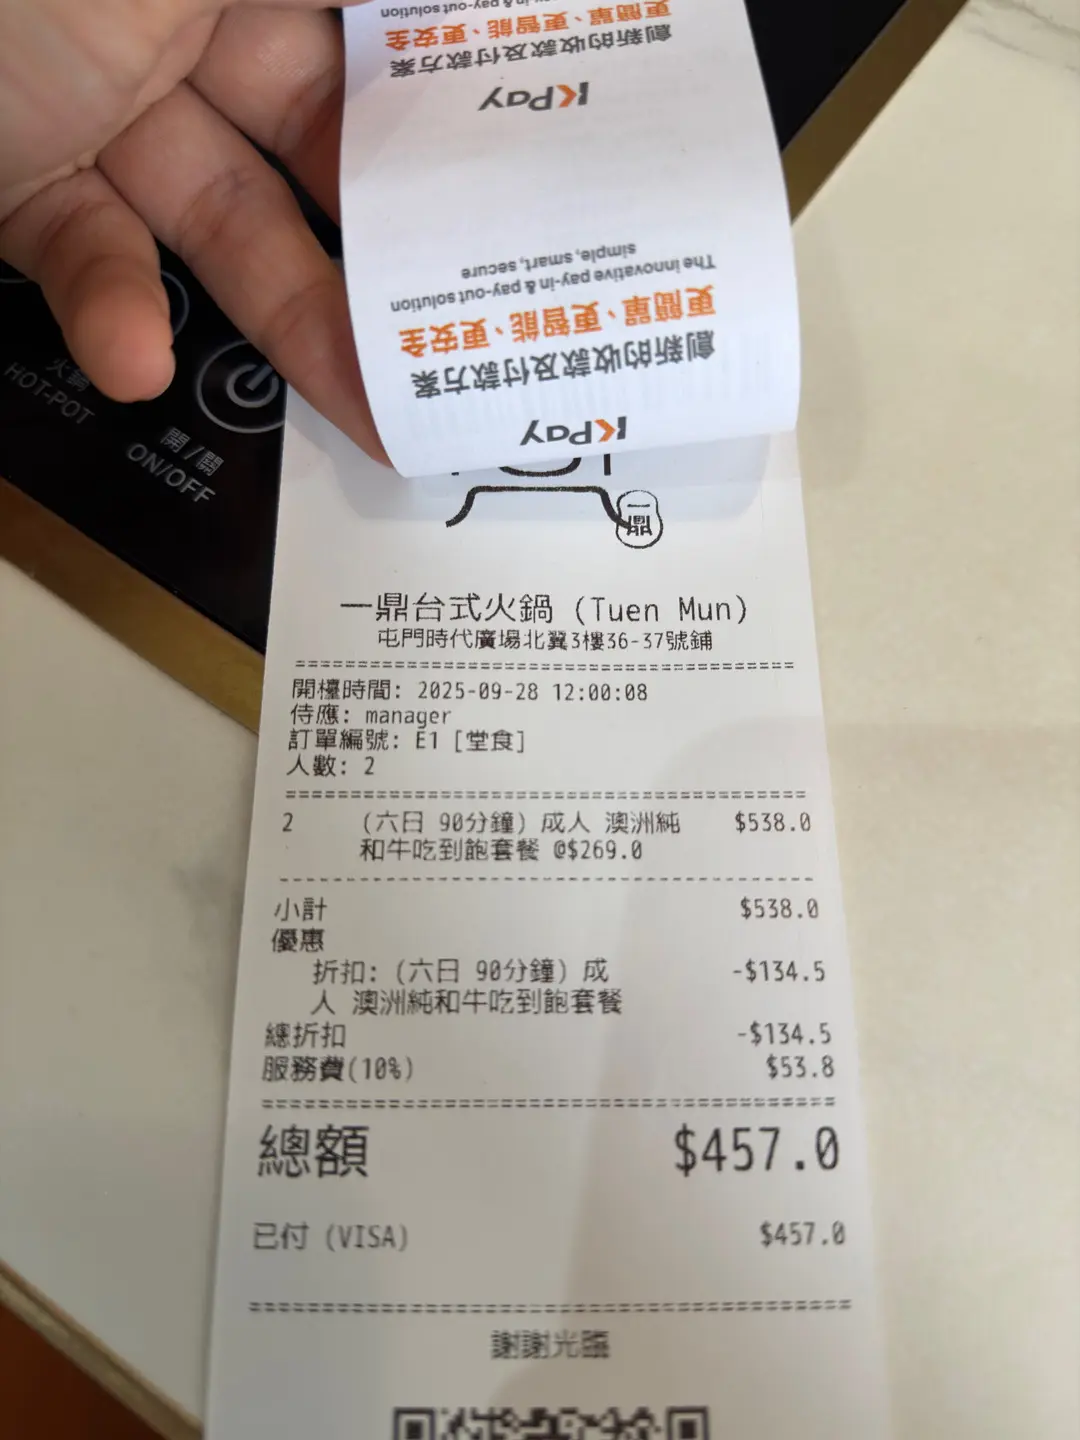 in & pay-out solution
更簡單、更智能、更安全
創新的收款及付款方案
KPay
simple, smart, secure
The innovative pay-in & pay-out solution
更簡單、更智能、更安全
創新的收款及付款方案
KPay
火鍋
HOT-POT
開/關
ON/OFF
一鼎
一鼎台式火鍋 (Tuen Mun)
屯門時代廣場北翼3樓36-37號鋪
開檯時間: 2025-09-28 12:00:08
侍應: manager
訂單編號: E1 [堂食]
人數: 2
2 (六日 90分鐘) 成人 澳洲純 $538.0
和牛吃到飽套餐 @$269.0
小計 $538.0
優惠
折扣: (六日 90分鐘) 成 -$134.5
人 澳洲純和牛吃到飽套餐
總折扣 -$134.5
服務費(10%) $53.8
總額 $457.0
已付 (VISA) $457.0
謝謝光臨